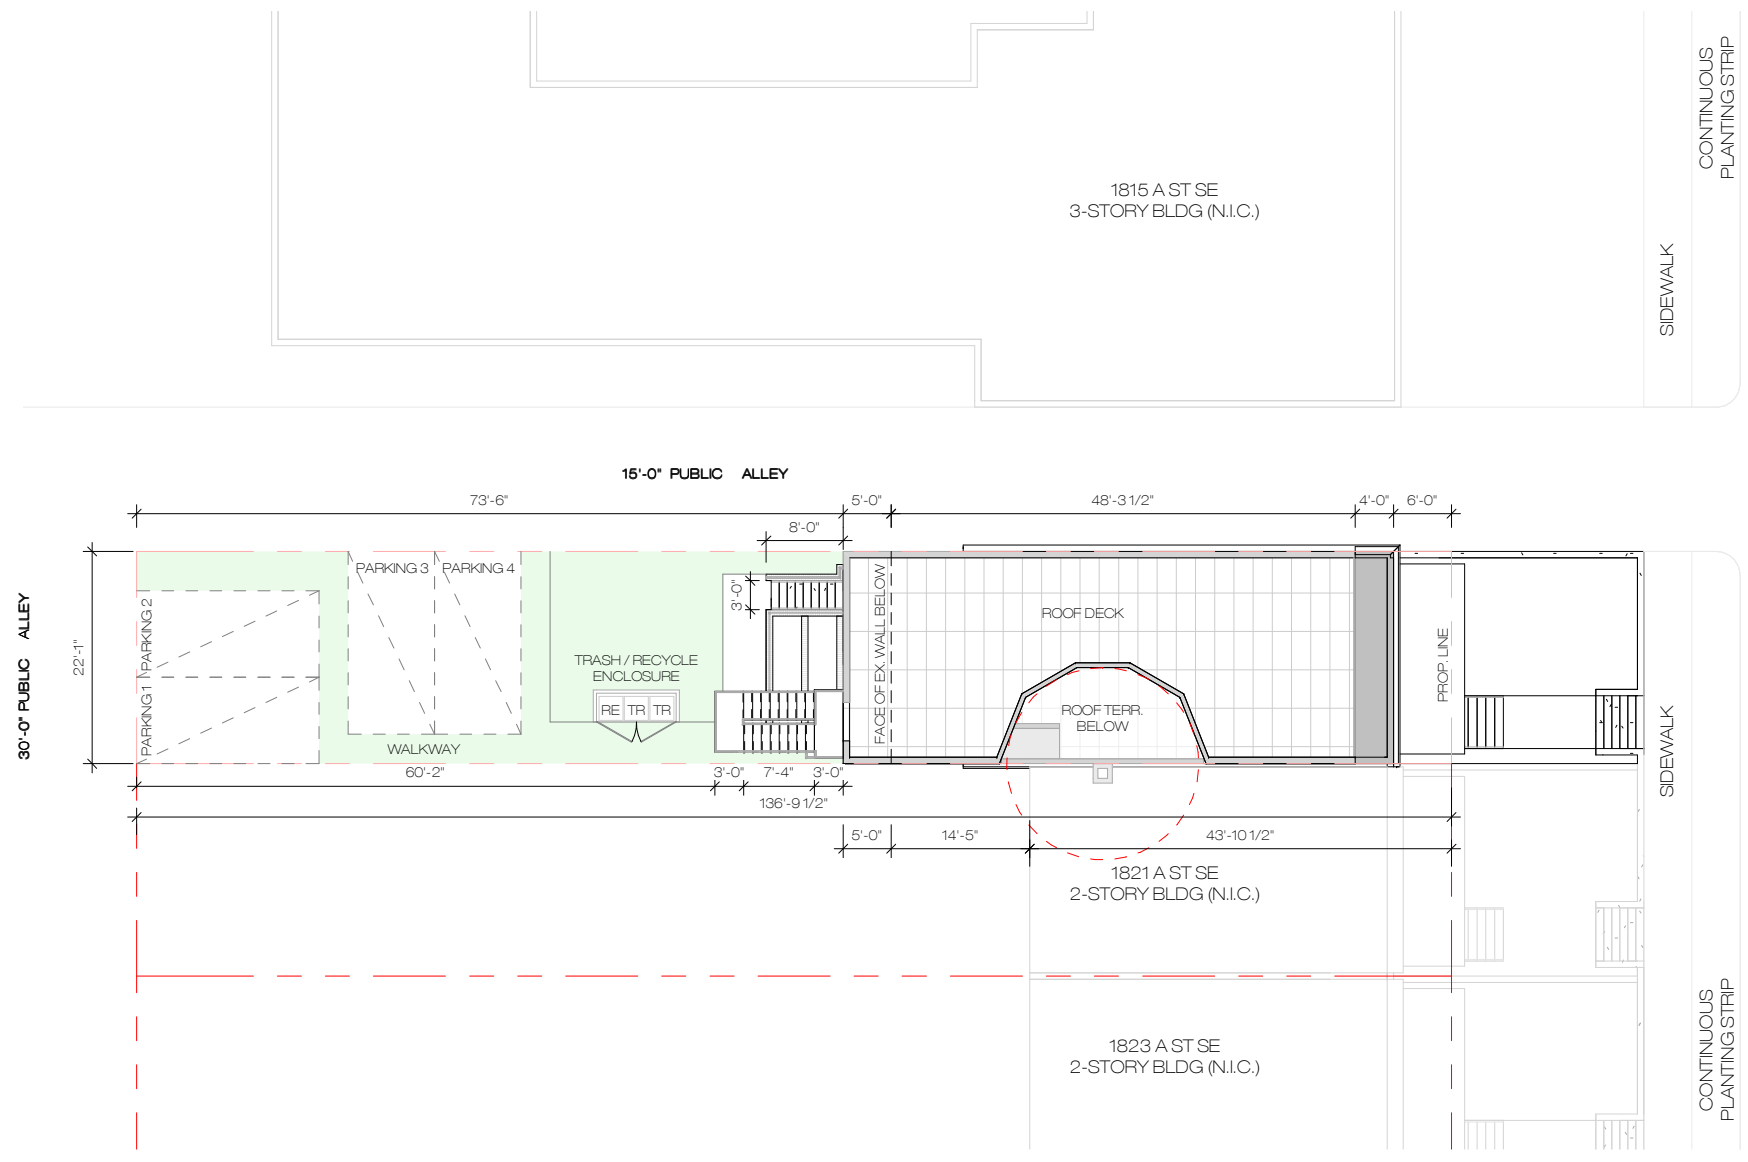 CONTINUOUS
PLANTING STRIP
1815 A ST SE
3-STORY BLDG (N.I.C.)
SIDEWALK
15'-0" PUBLIC ALLEY
73'-6"
5'-0"
48'-3 1/2"
4'-0"
6'-0"
8'-0"
30'-0" PUBLIC ALLEY
22'-1"
PARKING 1
PARKING 2
PARKING 3
PARKING 4
3'-0"
TRASH / RECYCLE
ENCLOSURE
RE
TR
TR
WALKWAY
FACE OF EX. WALL BELOW
ROOF DECK
ROOF TERR.
BELOW
PROP. LINE
SIDEWALK
60'-2"
3'-0"
7'-4"
3'-0"
136'-9 1/2"
5'-0"
14'-5"
43'-10 1/2"
1821 A ST SE
2-STORY BLDG (N.I.C.)
1823 A ST SE
2-STORY BLDG (N.I.C.)
CONTINUOUS
PLANTING STRIP